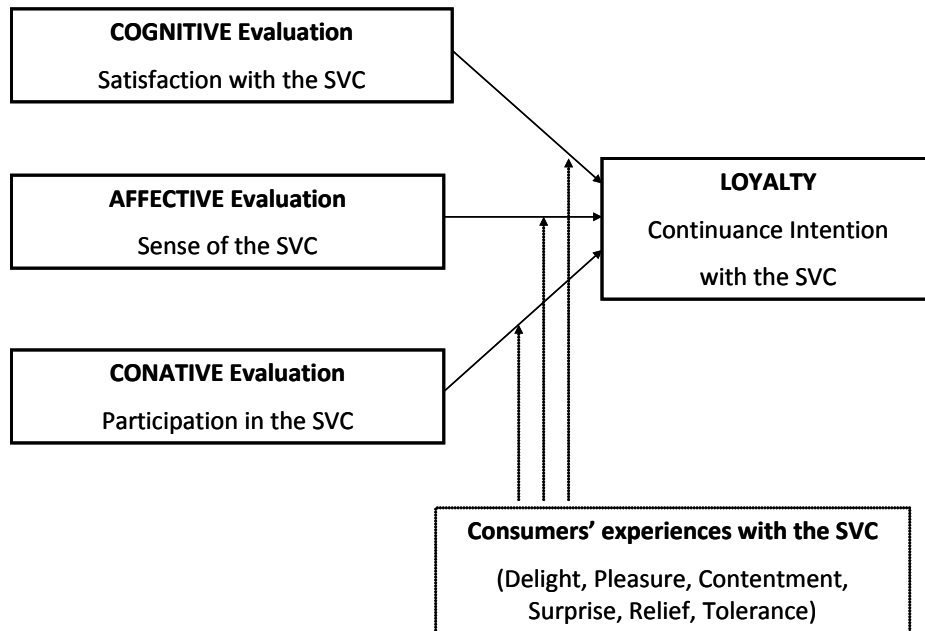 COGNITIVE Evaluation
Satisfaction with the SVC
AFFECTIVE Evaluation
Sense of the SVC
CONATIVE Evaluation
Participation in the SVC
LOYALTY
Continuance Intention
with the SVC
Consumers’ experiences with the SVC
(Delight, Pleasure, Contentment,
Surprise, Relief, Tolerance)